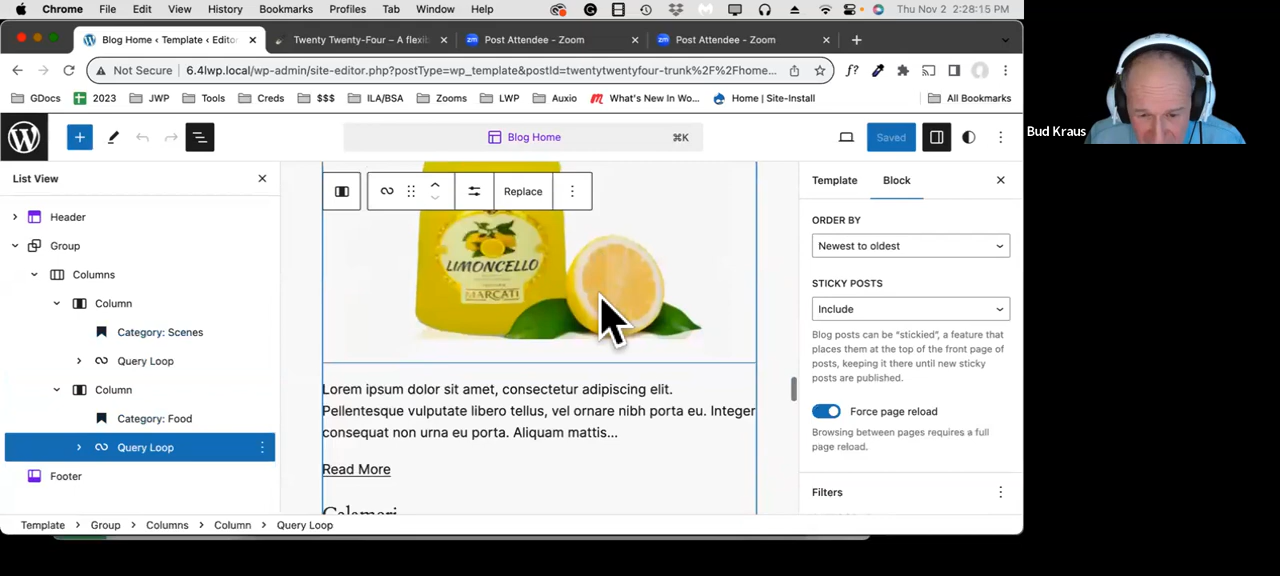 Chrome File Edit View History Bookmarks Profiles Tab Window Help Thu Nov 2 2:28:15 PM
Blog Home ‹ Template ‹ Editor Twenty Twenty-Four – A flexib Post Attendee - Zoom Post Attendee - Zoom
Not Secure 6.4lwp.local/wp-admin/site-editor.php?postType=wp_template&postId=twentytwentyfour-trunk%2F%2Fhome...
GDocs 2023 JWP Tools Creds $$$ ILA/BSA Zooms LWP Auxio What's New In Wo... Home | Site-Install All Bookmarks
Bud Kraus
Blog Home ⌘K Saved
List View
Template Block
Header
Group
Columns
Column
Category: Scenes
Query Loop
Column
Category: Food
Query Loop
Footer
Replace
LIMONCELLO
MARCATI
Lorem ipsum dolor sit amet, consectetur adipiscing elit.
Pellentesque vulputate libero tellus, vel ornare nibh porta eu. Integer
consequat non urna eu porta. Aliquam mattis...
Read More
Calamari
ORDER BY
Newest to oldest
STICKY POSTS
Include
Blog posts can be “stickied”, a feature that
places them at the top of the front page of
posts, keeping it there until new sticky
posts are published.
Force page reload
Browsing between pages requires a full
page reload.
Filters
Template > Group > Columns > Column > Query Loop